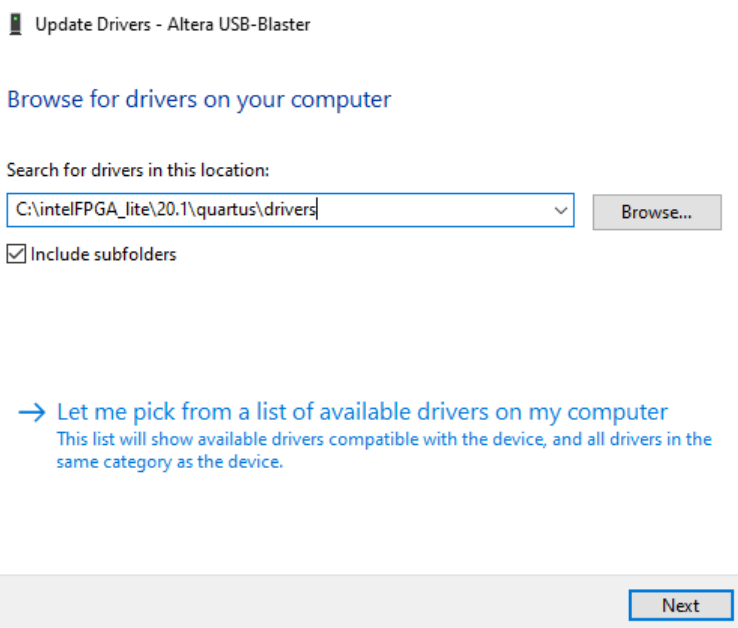 Update Drivers - Altera USB-Blaster
Browse for drivers on your computer
Search for drivers in this location:
C:\intelFPGA_lite\20.1\quartus\drivers
Browse...
Include subfolders
Let me pick from a list of available drivers on my computer
This list will show available drivers compatible with the device, and all drivers in the
same category as the device.
Next